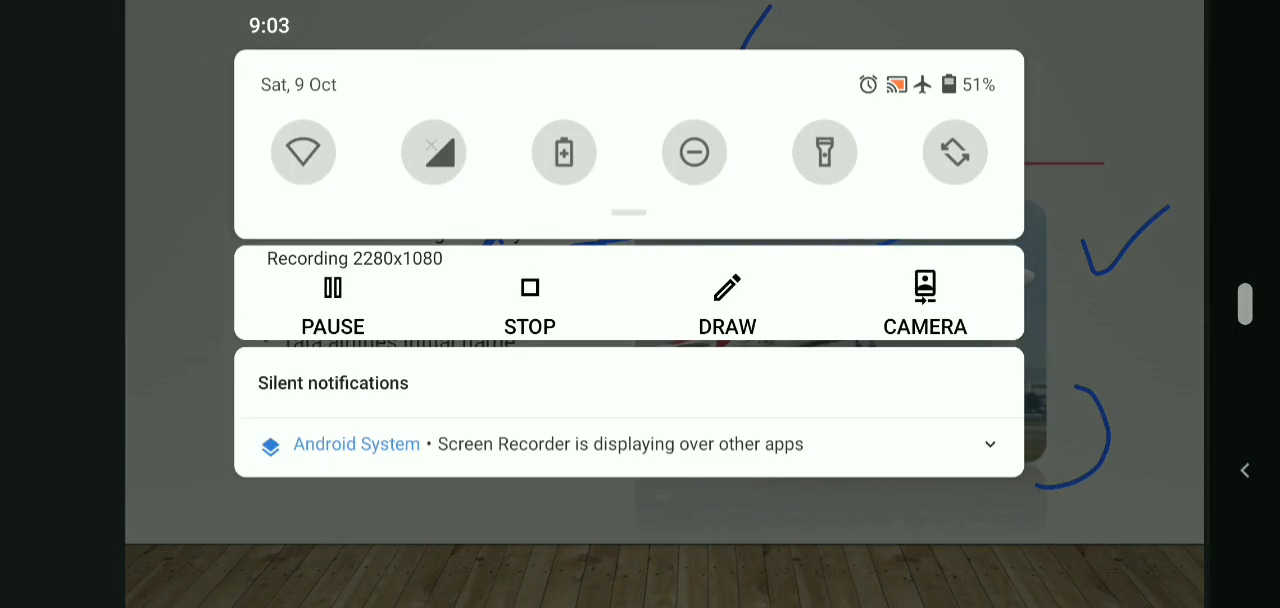 9:03
Sat, 9 Oct
51%
Recording 2280x1080
PAUSE STOP DRAW CAMERA
Silent notifications
Android System • Screen Recorder is displaying over other apps